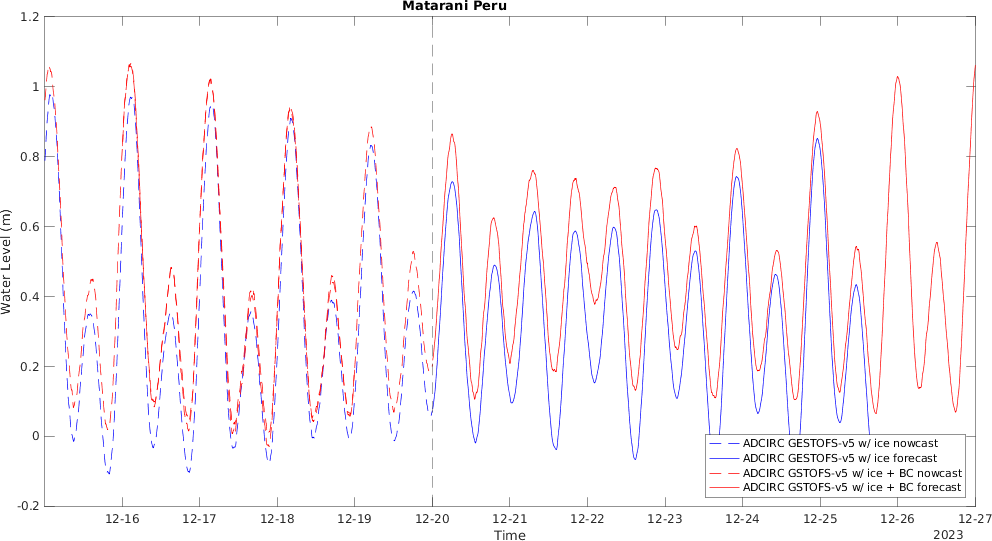 Matarani Peru
1.2
1
0.8
0.6
0.4
0.2
0
-0.2
Water Level (m)
ADCIRC GESTOFS-v5 w/ ice nowcast
ADCIRC GESTOFS-v5 w/ ice forecast
ADCIRC GSTOFS-v5 w/ ice + BC nowcast
ADCIRC GSTOFS-v5 w/ ice + BC forecast
12-16 12-17 12-18 12-19 12-20 12-21 12-22 12-23 12-24 12-25 12-26 12-27
Time
2023